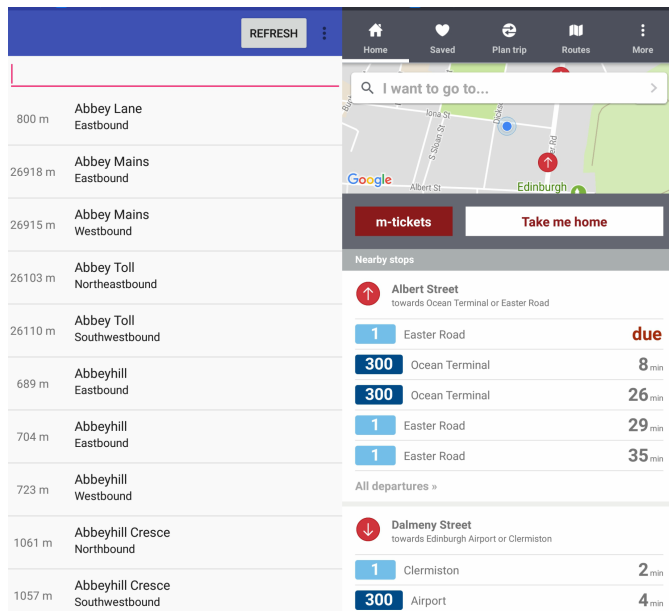 REFRESH
800 m
Abbey Lane
Eastbound
26918 m
Abbey Mains
Eastbound
26915 m
Abbey Mains
Westbound
26103 m
Abbey Toll
Northeastbound
26110 m
Abbey Toll
Southwestbound
689 m
Abbeyhill
Eastbound
704 m
Abbeyhill
Eastbound
723 m
Abbeyhill
Westbound
1061 m
Abbeyhill Cresce
Northbound
1057 m
Abbeyhill Cresce
Southwestbound
Home
Saved
Plan trip
Routes
More
I want to go to...
Iona St
S Sloan St
Albert St
Google
Edinburgh
m-tickets
Take me home
Nearby stops
Albert Street
towards Ocean Terminal or Easter Road
1 Easter Road due
300 Ocean Terminal 8 min
300 Ocean Terminal 26 min
1 Easter Road 29 min
1 Easter Road 35 min
All departures »
Dalmeny Street
towards Edinburgh Airport or Clermiston
1 Clermiston 2 min
300 Airport 4 min